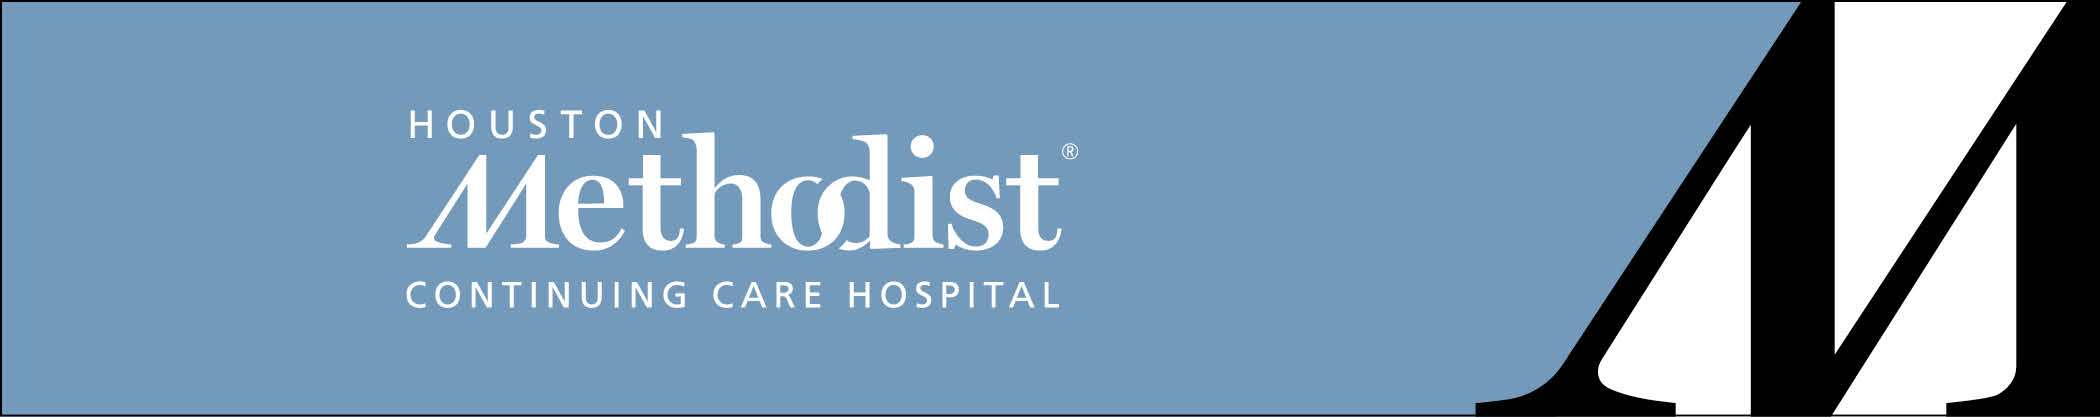 HOUSTON
Methodist®
CONTINUING CARE HOSPITAL
M